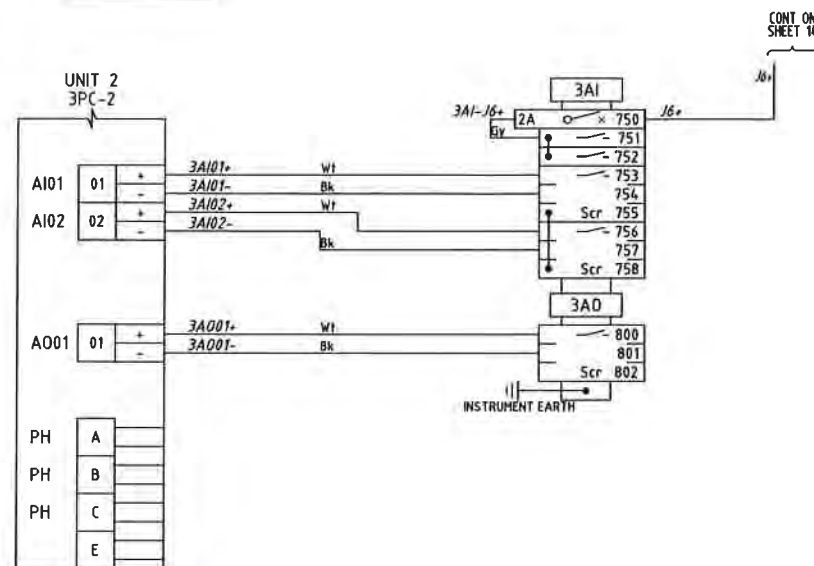 CONT ON
SHEET 14
J6+
UNIT 2
3PC-2
3AI
3AI-J6+ 2A 750 J6+
Gy 751
752
AI01 01 + 3AI01+ Wt 753
- 3AI01- Bk 754
AI02 02 + 3AI02+ Wt Scr 755
- 3AI02- 756
Bk 757
Scr 758
3AO
AO01 01 + 3AO01+ Wt 800
- 3AO01- Bk 801
Scr 802
INSTRUMENT EARTH
PH A
PH B
PH C
E